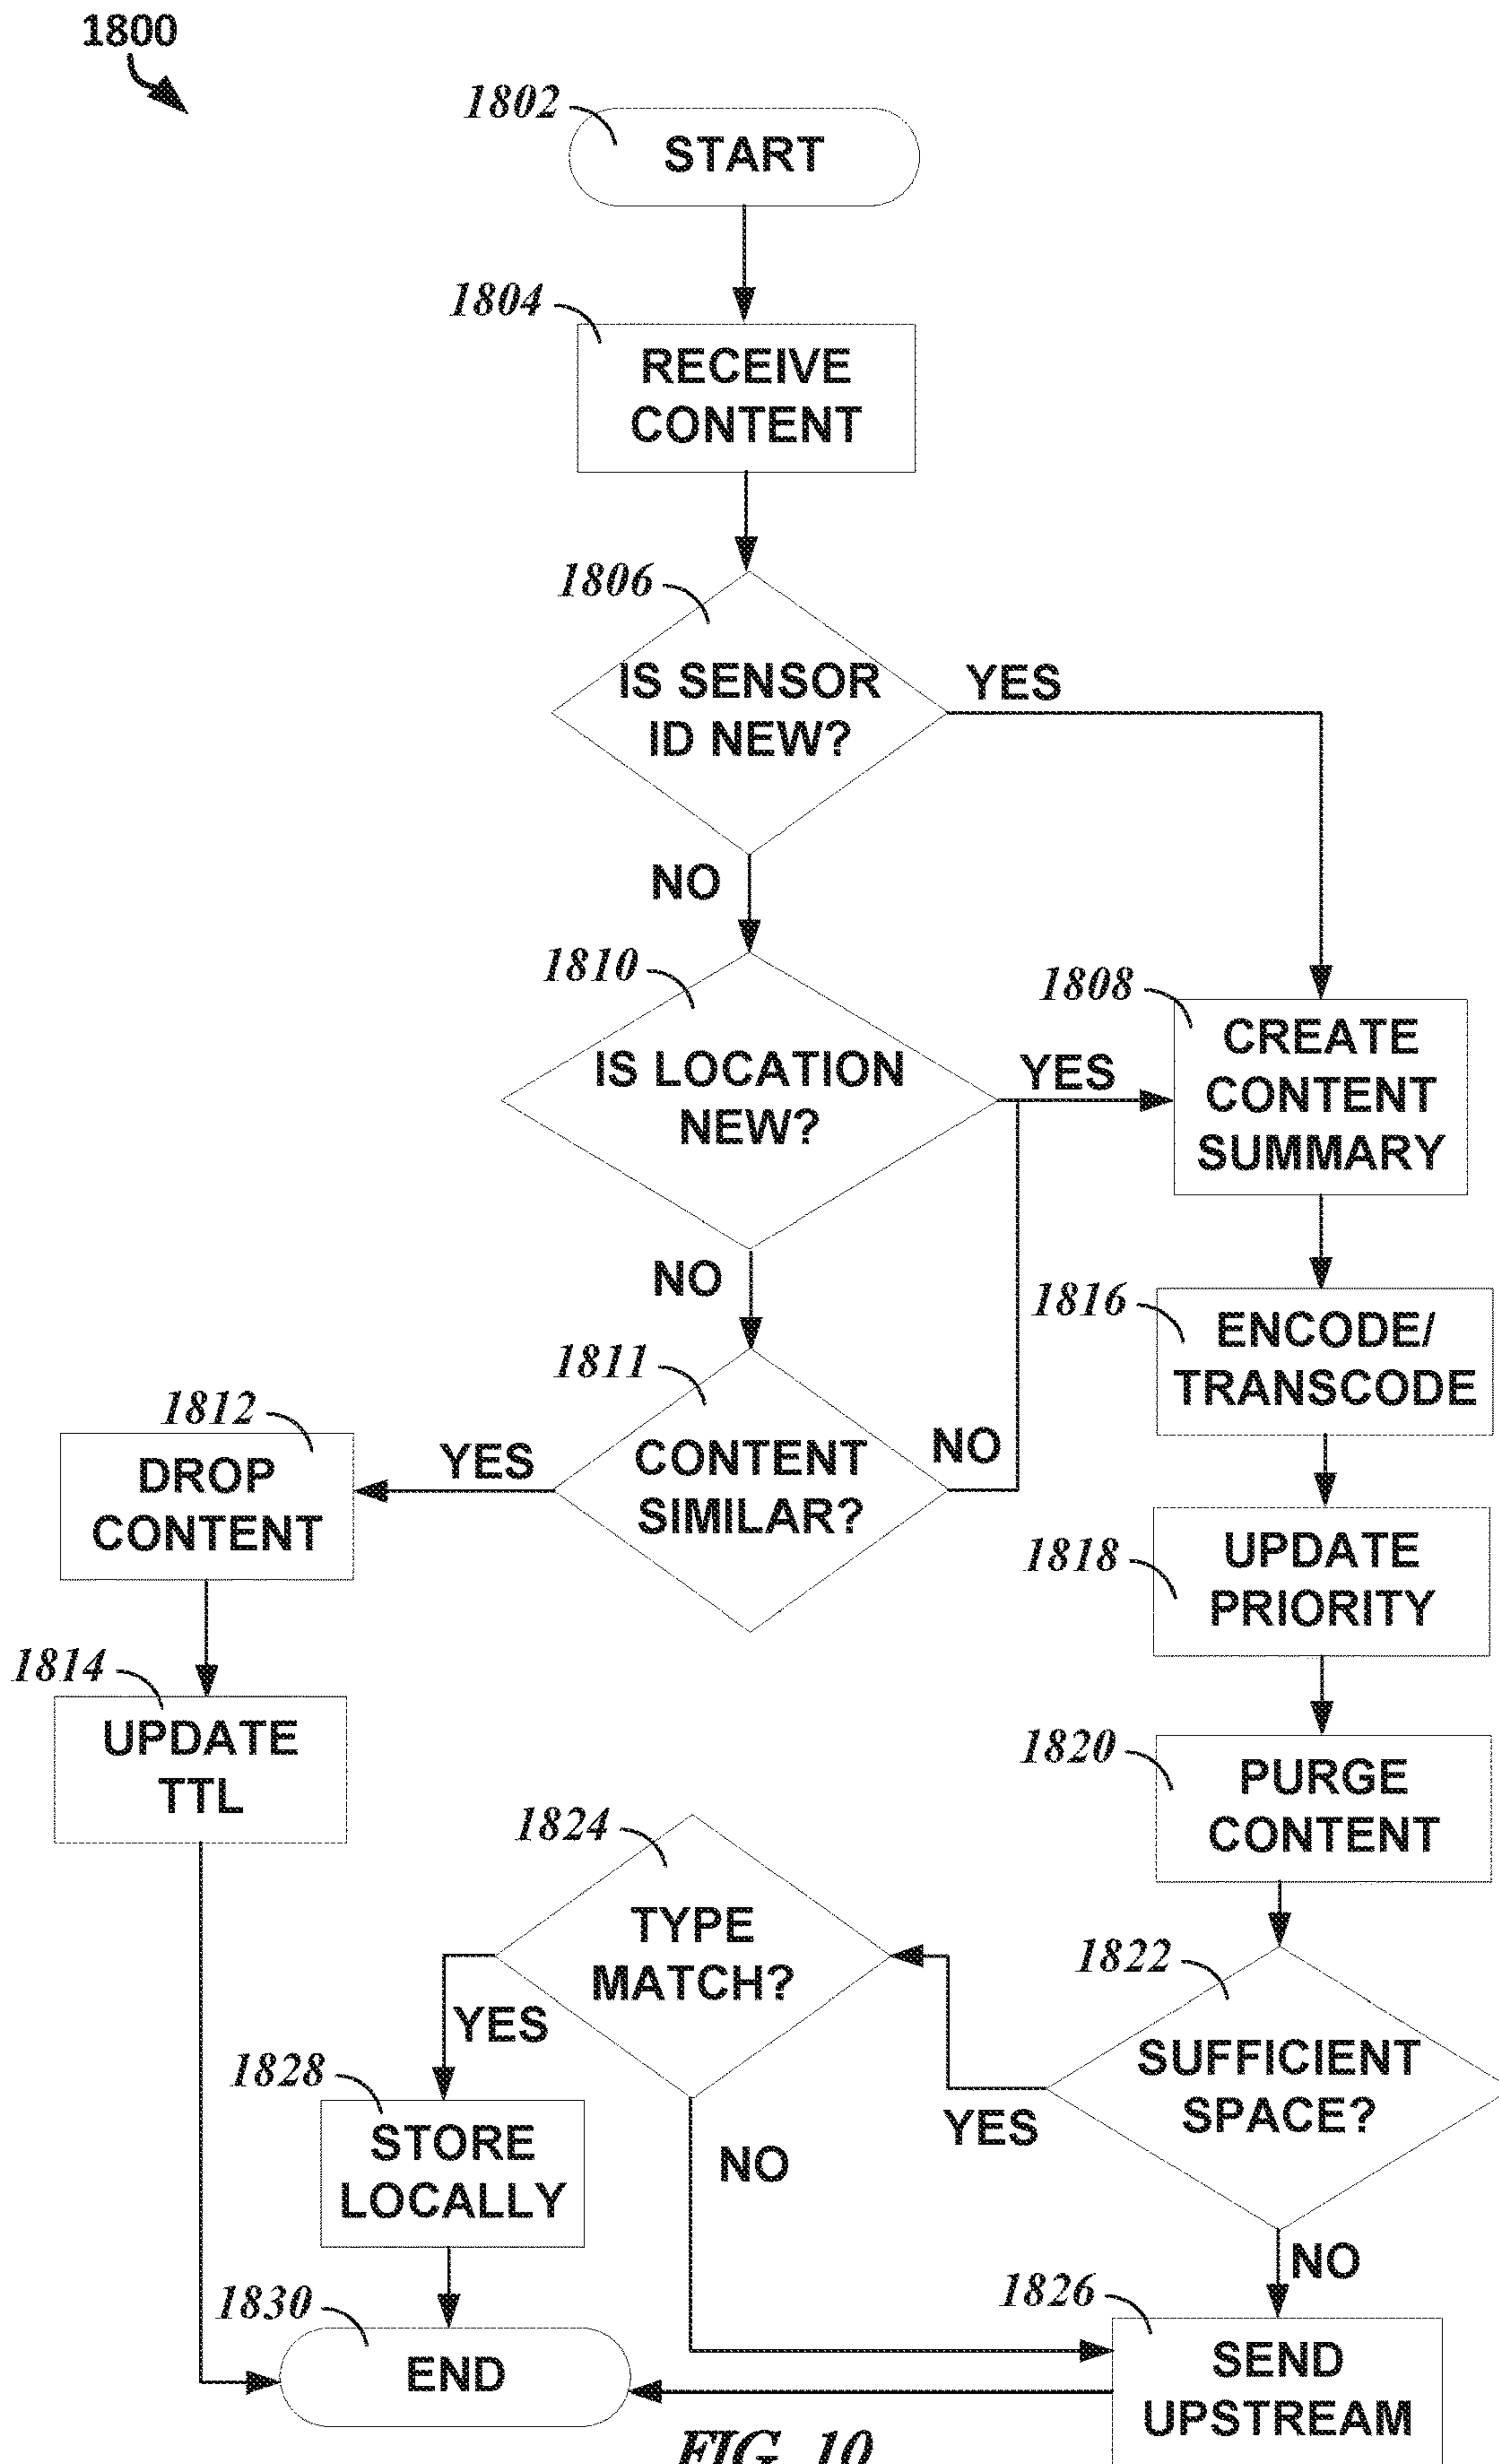 1800
1802
START
1804
RECEIVE
CONTENT
1806
IS SENSOR
ID NEW?
YES
NO
1810
IS LOCATION
NEW?
YES
1808
CREATE
CONTENT
SUMMARY
NO
1811
CONTENT
SIMILAR?
YES
NO
1816
ENCODE/
TRANSCODE
1812
DROP
CONTENT
1818
UPDATE
PRIORITY
1814
UPDATE
TTL
1820
PURGE
CONTENT
1824
TYPE
MATCH?
YES
NO
1822
SUFFICIENT
SPACE?
YES
NO
1828
STORE
LOCALLY
1826
SEND
UPSTREAM
1830
END
FIG. 10